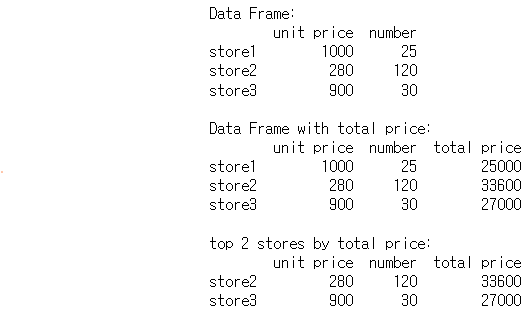 Data Frame:
unit price number
store1 1000 25
store2 280 120
store3 900 30
Data Frame with total price:
unit price number total price
store1 1000 25 25000
store2 280 120 33600
store3 900 30 27000
top 2 stores by total price:
unit price number total price
store2 280 120 33600
store3 900 30 27000